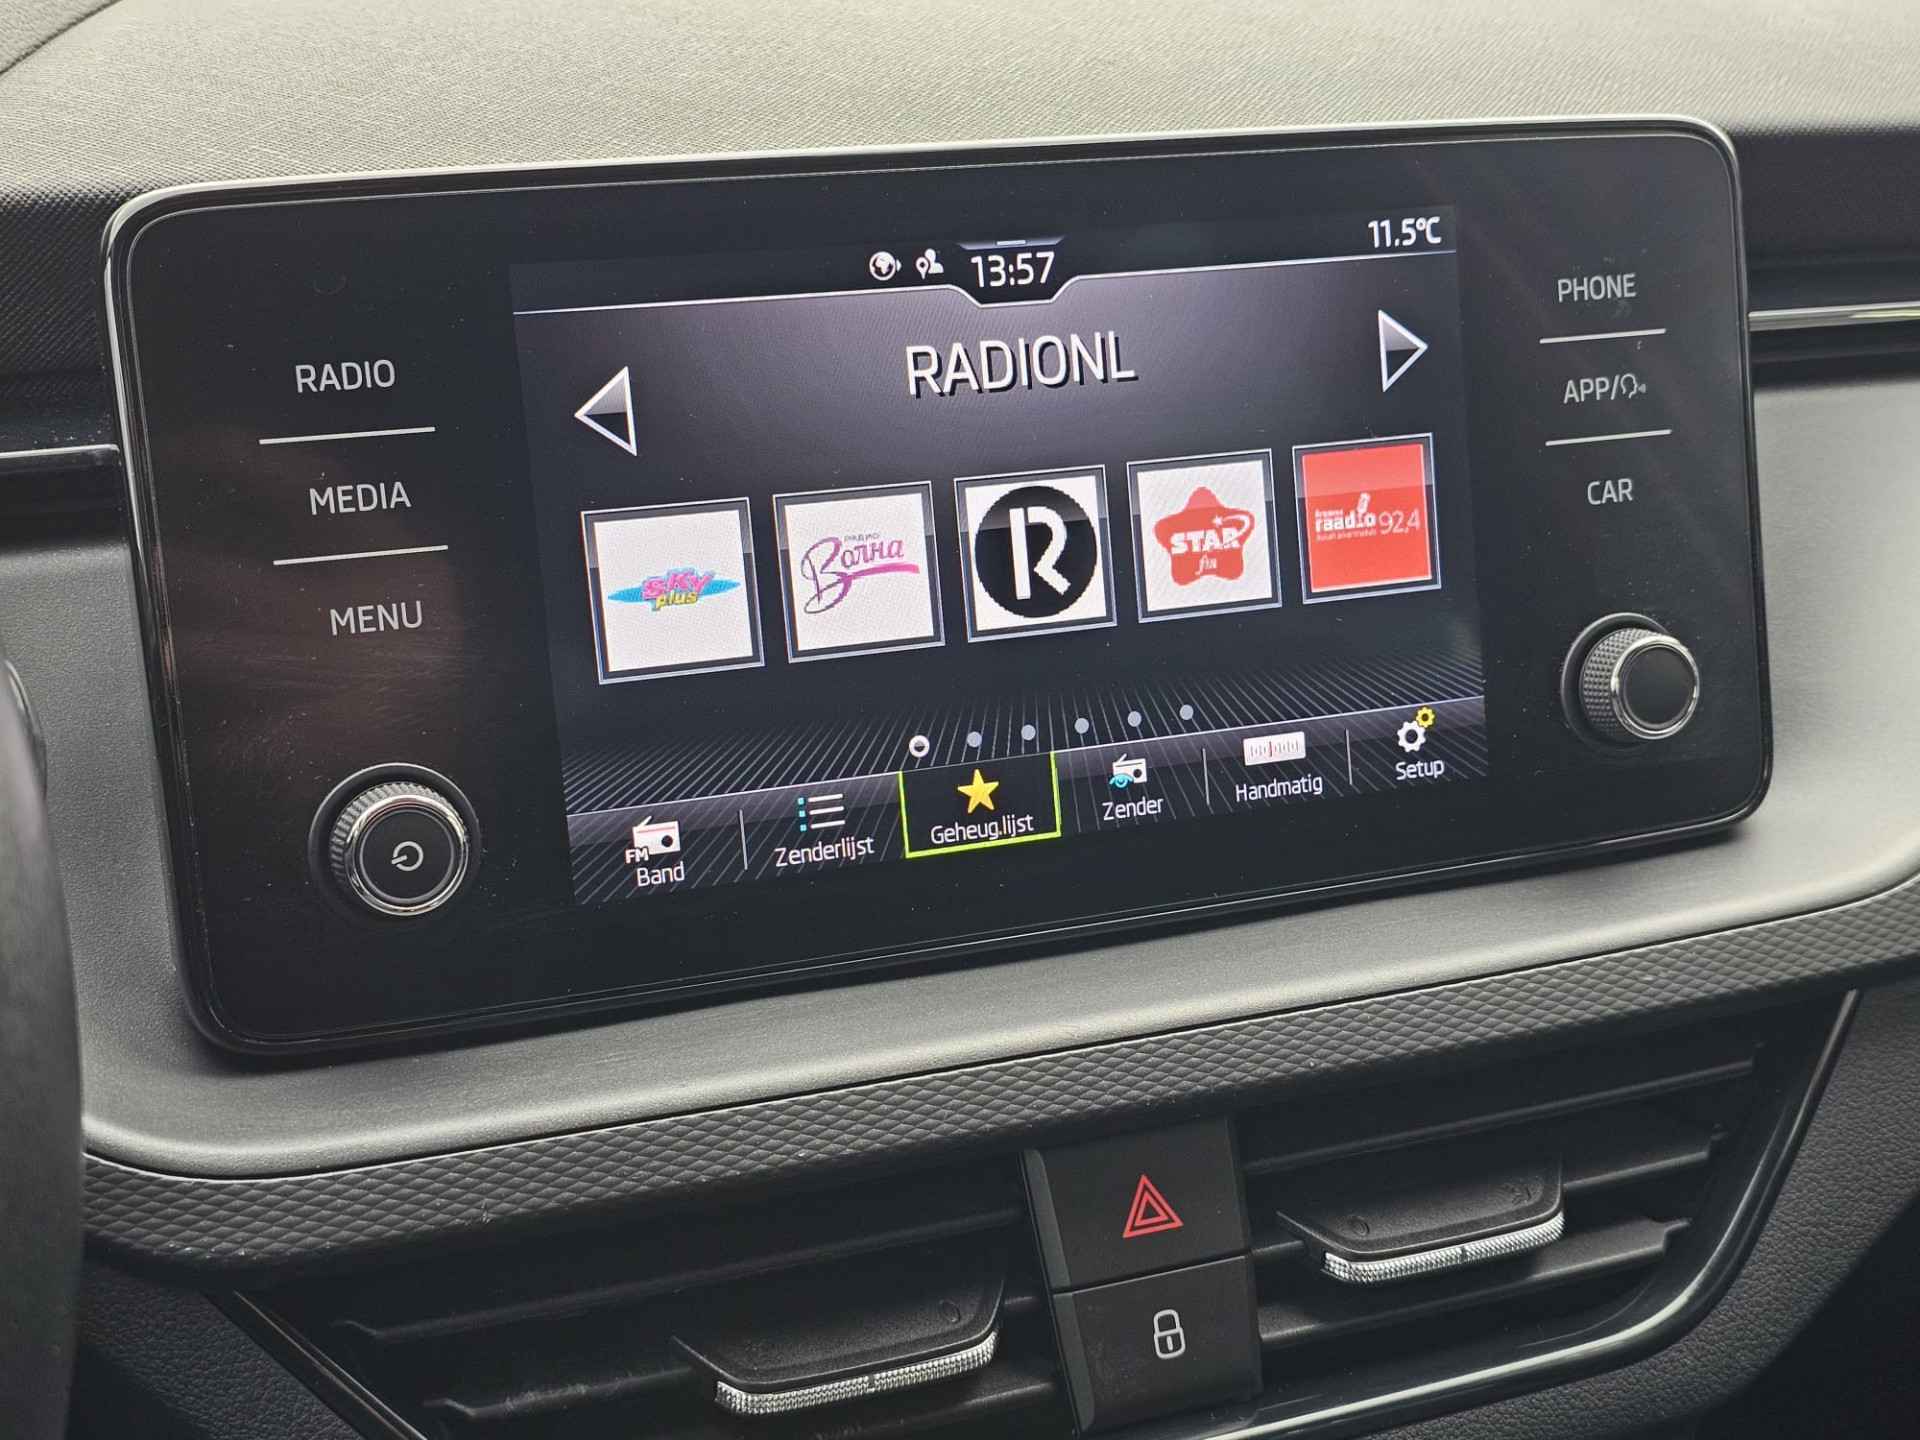 11.5°C
13:57
RADIO
MEDIA
MENU
RADIONL
PHONE
APP/
CAR
sky
plus
РАДИО
Волна
R
STAR
fm
raadio 92,4
FM
Band
Zenderlijst
Geheug.lijst
Zender
Handmatig
Setup